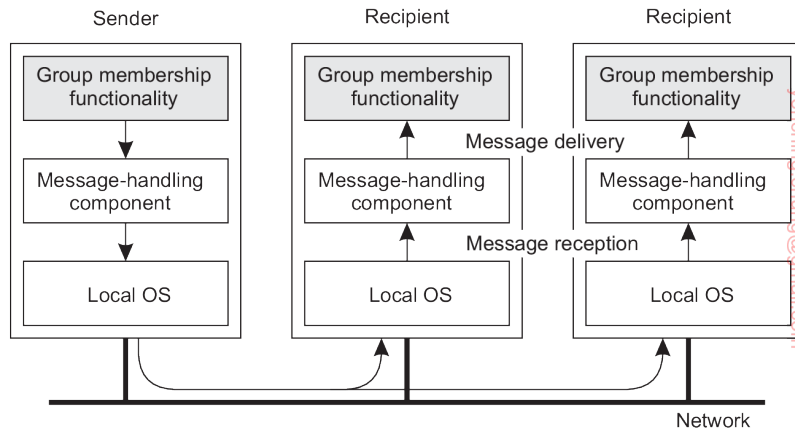 Sender
Recipient
Recipient
Group membership
functionality
Group membership
functionality
Group membership
functionality
Message delivery
Message-handling
component
Message-handling
component
Message-handling
component
Message reception
Local OS
Local OS
Local OS
Network